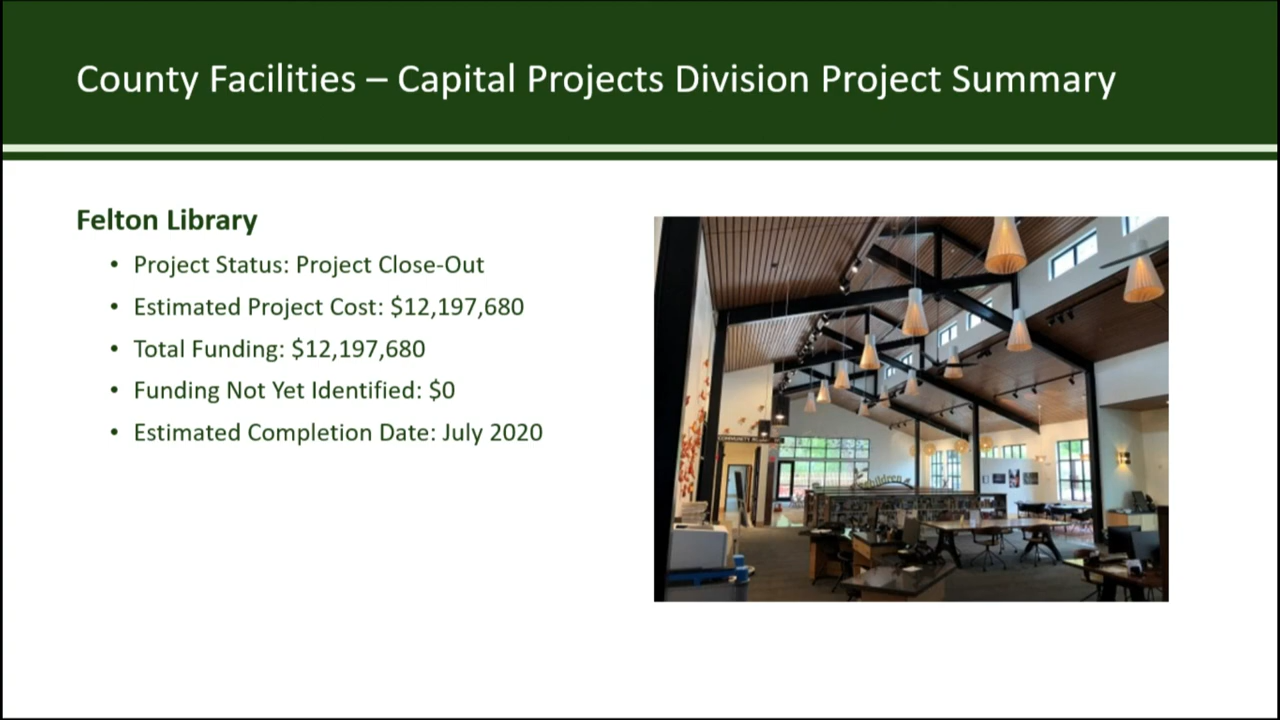 County Facilities – Capital Projects Division Project Summary
Felton Library
• Project Status: Project Close-Out
• Estimated Project Cost: $12,197,680
• Total Funding: $12,197,680
• Funding Not Yet Identified: $0
• Estimated Completion Date: July 2020
children